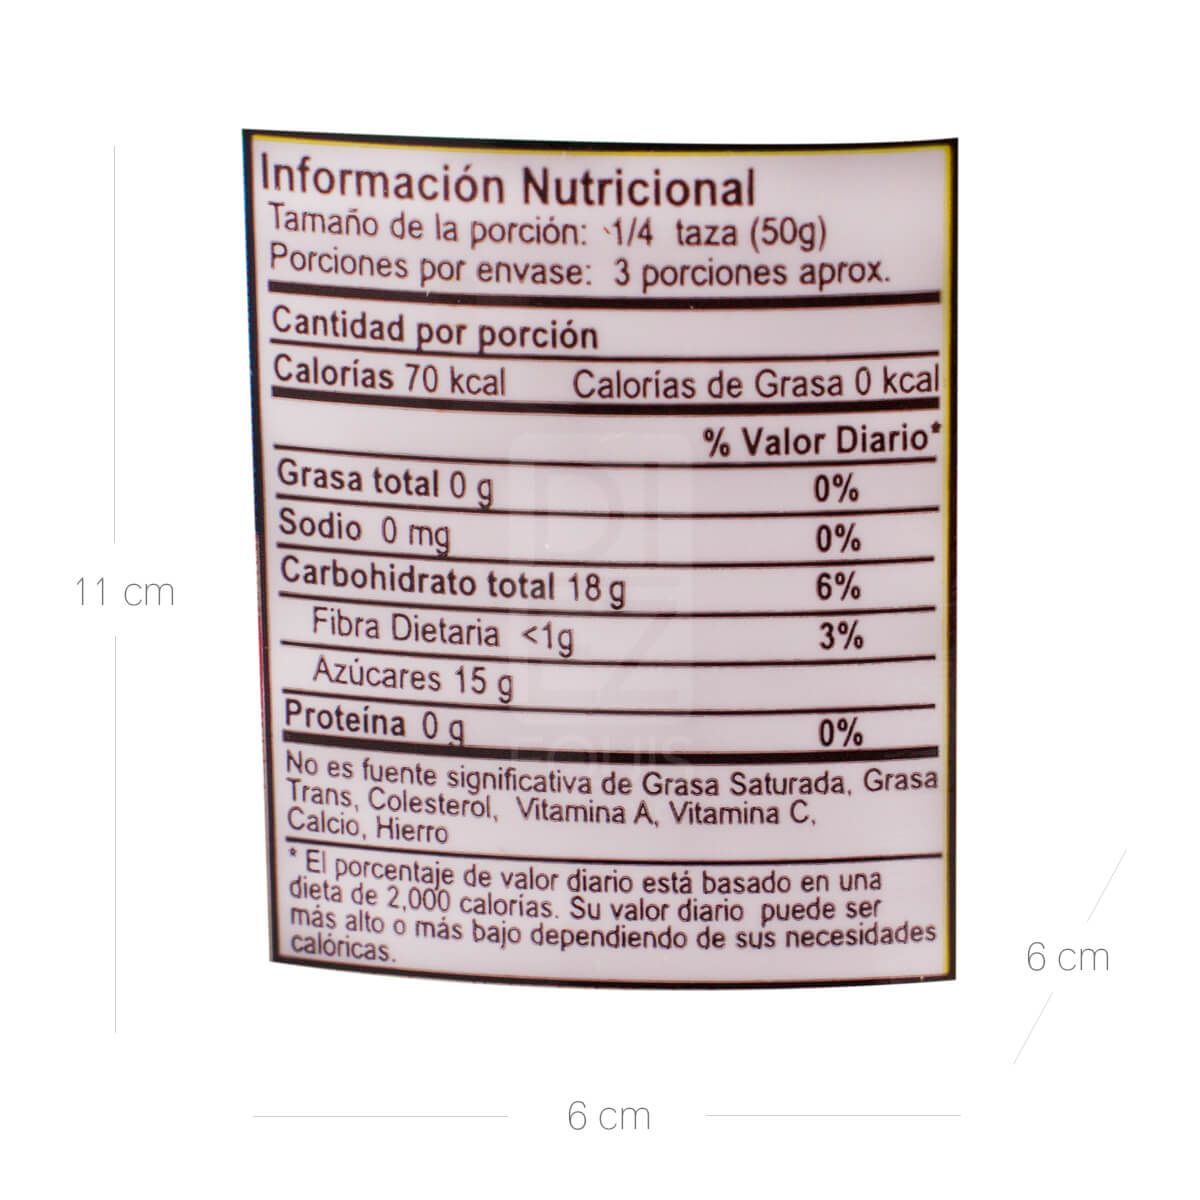 Información Nutricional
Tamaño de la porción: 1/4 taza (50g)
Porciones por envase: 3 porciones aprox.
Cantidad por porción
Calorías 70 kcal Calorías de Grasa 0 kcal
% Valor Diario*
Grasa total 0 g 0%
Sodio 0 mg 0%
Carbohidrato total 18 g 6%
Fibra Dietaria <1g 3%
Azúcares 15 g
Proteína 0 g 0%
No es fuente significativa de Grasa Saturada, Grasa
Trans, Colesterol, Vitamina A, Vitamina C,
Calcio, Hierro
* El porcentaje de valor diario está basado en una
dieta de 2,000 calorías. Su valor diario puede ser
más alto o más bajo dependiendo de sus necesidades
calóricas.
11 cm
6 cm
6 cm
DI
EZ
EQUIS